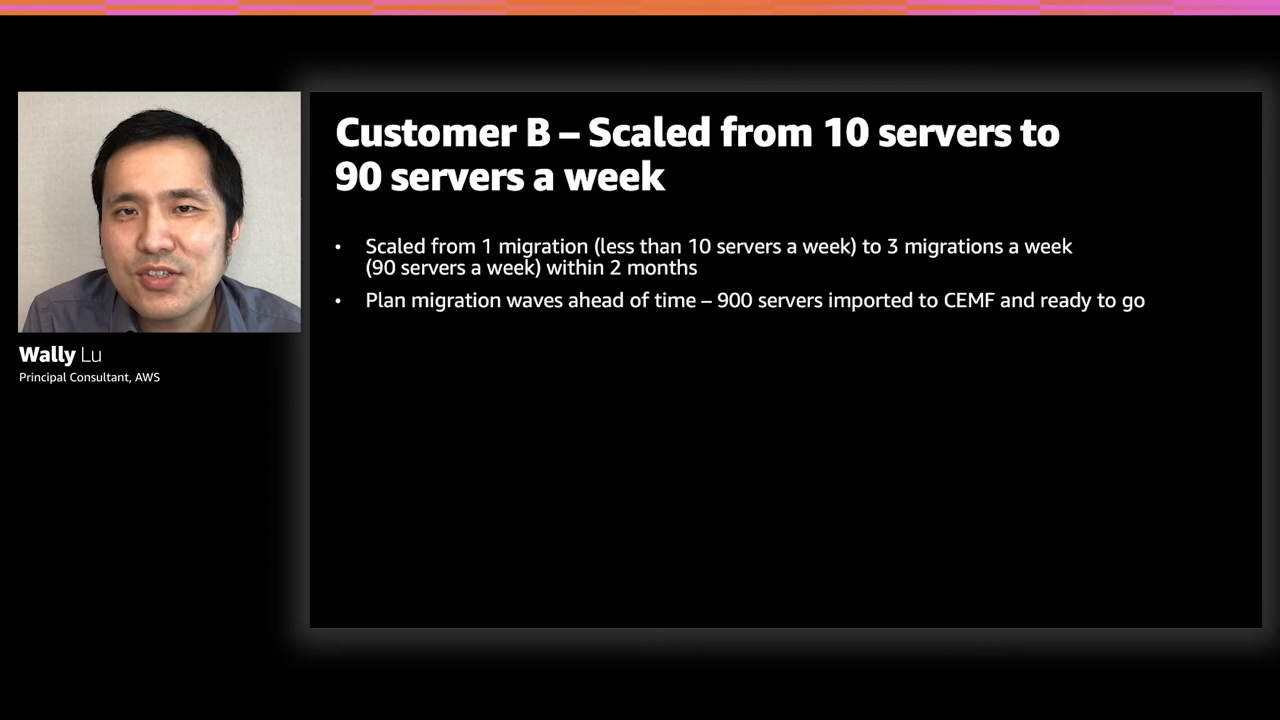 Customer B – Scaled from 10 servers to
90 servers a week
• Scaled from 1 migration (less than 10 servers a week) to 3 migrations a week
(90 servers a week) within 2 months
• Plan migration waves ahead of time – 900 servers imported to CEMF and ready to go
Wally Lu
Principal Consultant, AWS